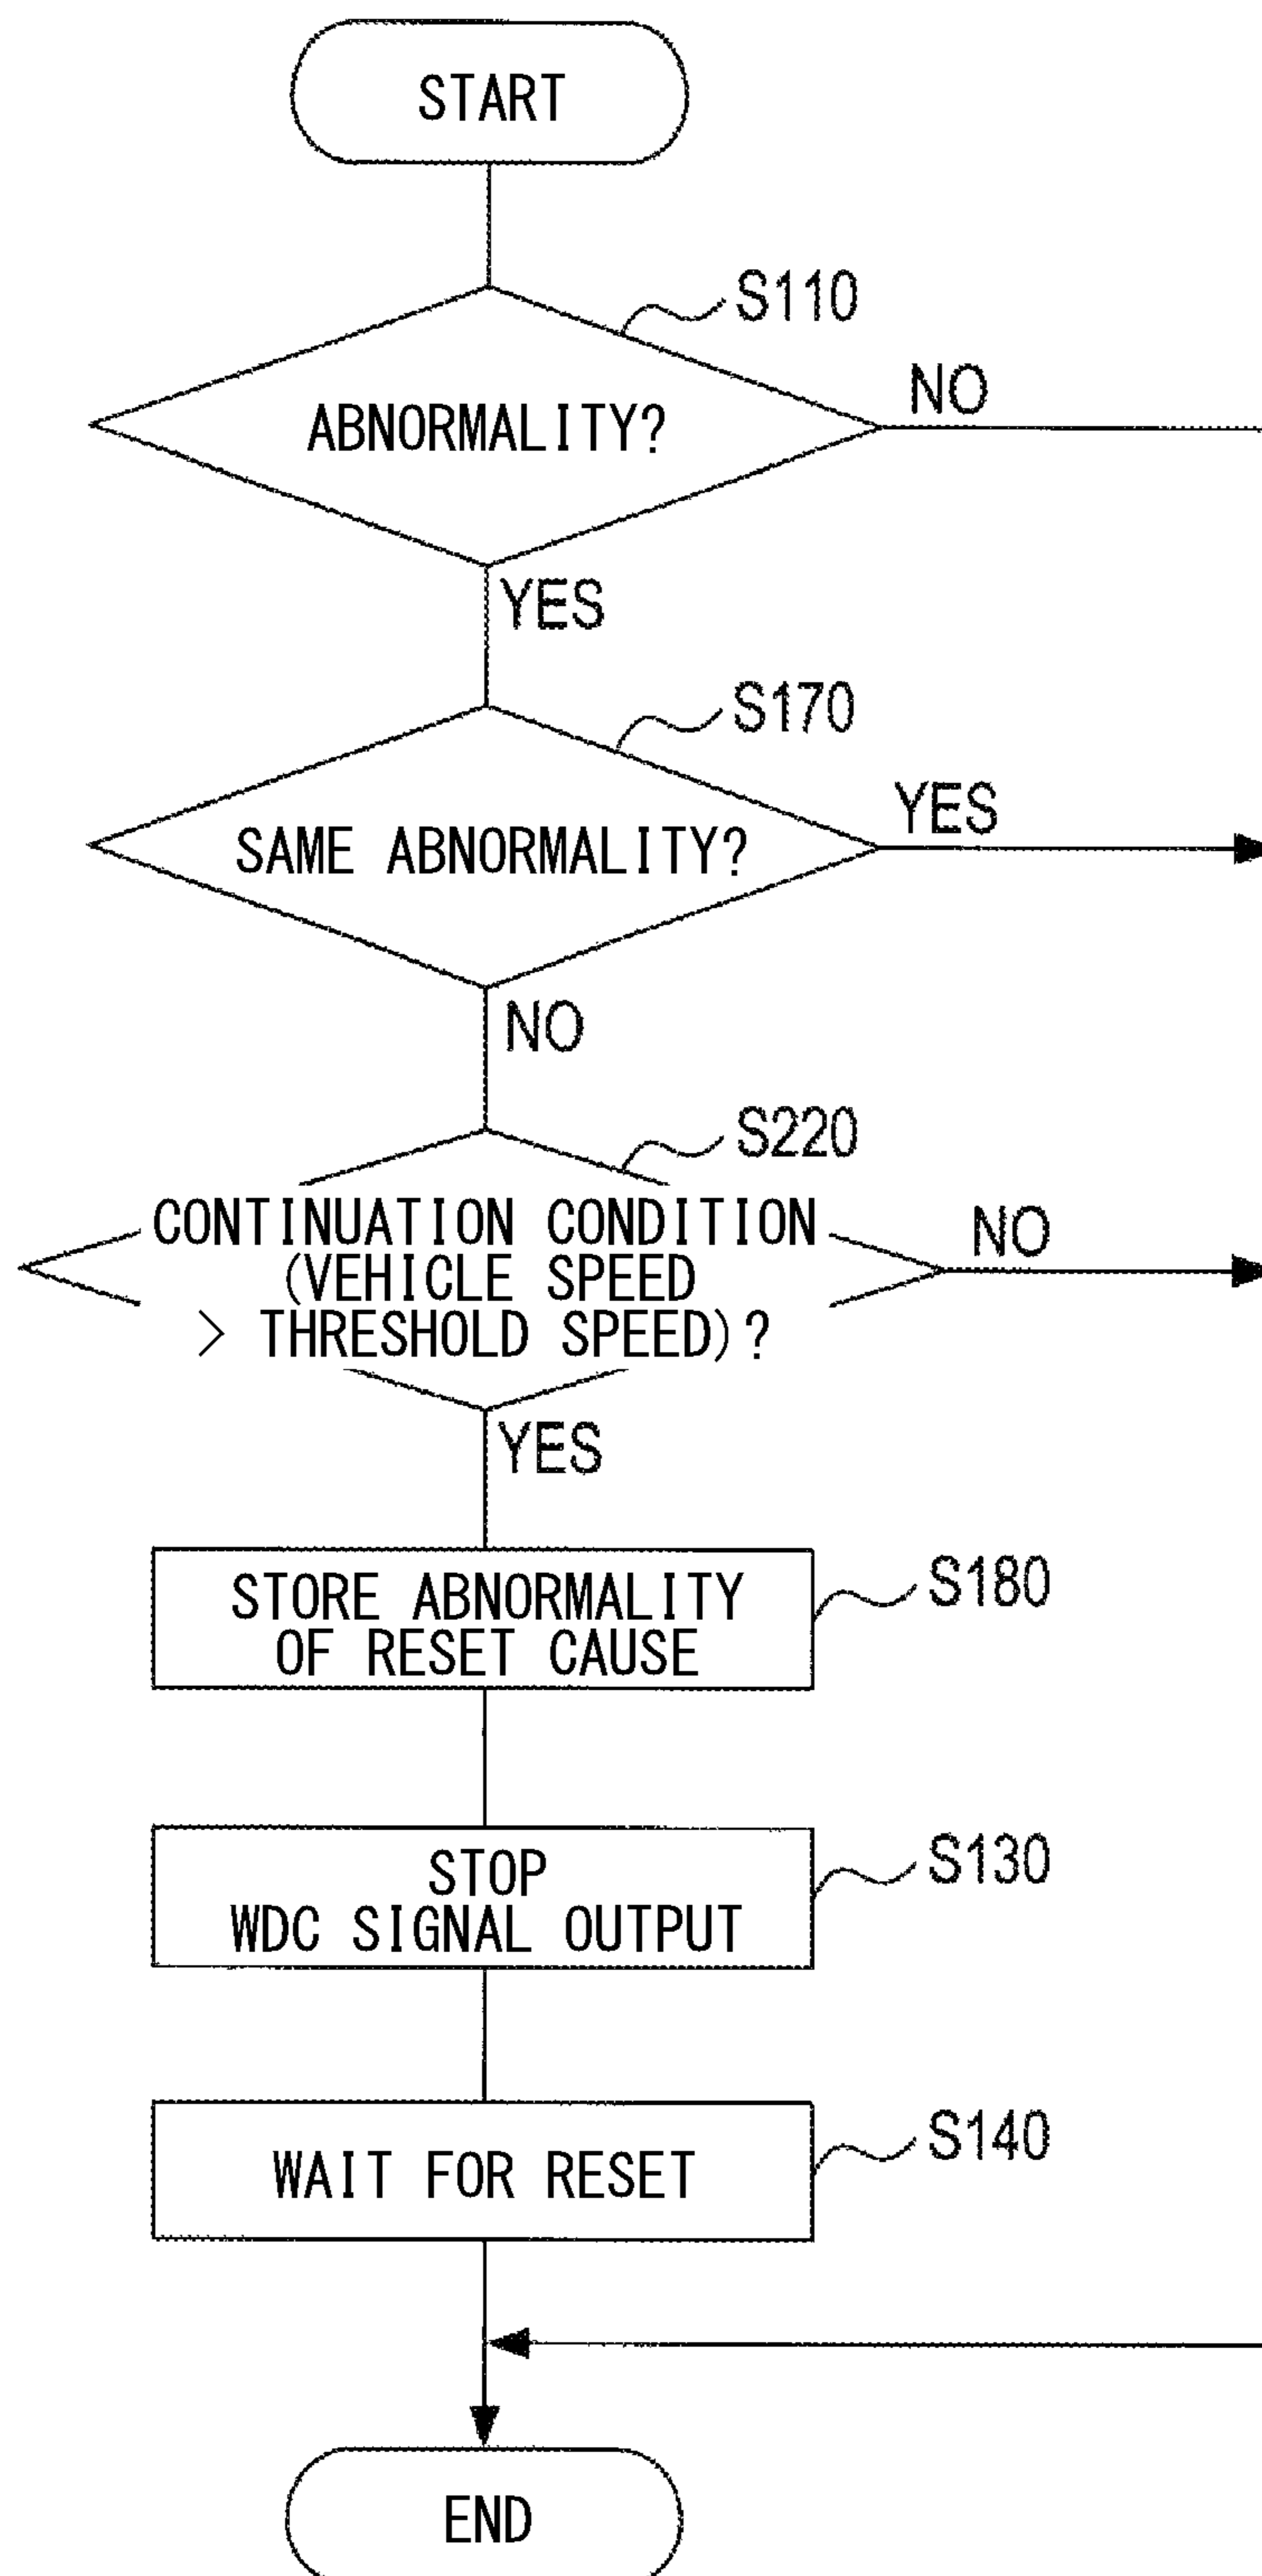 START
S110
ABNORMALITY?
NO
YES
S170
SAME ABNORMALITY?
YES
NO
S220
CONTINUATION CONDITION
(VEHICLE SPEED
> THRESHOLD SPEED)?
NO
YES
STORE ABNORMALITY
OF RESET CAUSE
S180
STOP
WDC SIGNAL OUTPUT
S130
WAIT FOR RESET
S140
END